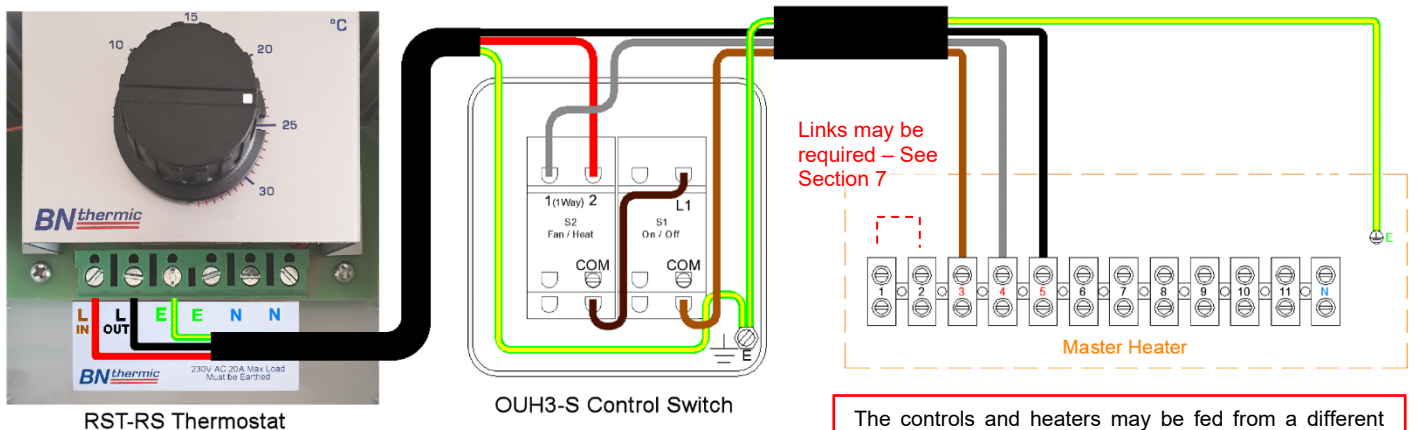 15
°C
10
20
25
30
BN thermic
L IN
L OUT
E
E
N
N
BN thermic
230V AC 20A Max Load
Must be Earthed
RST-RS Thermostat
1(1Way) 2
L1
S2
Fan / Heat
S1
On / Off
COM
COM
E
OUH3-S Control Switch
Links may be
required – See
Section 7
E
1 2 3 4 5 6 7 8 9 10 11 N
Master Heater
The controls and heaters may be fed from a different